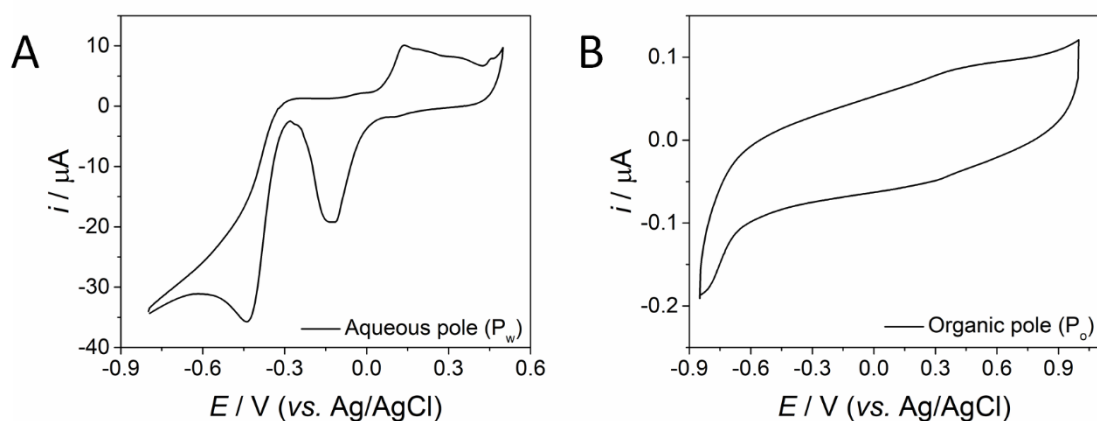 A
10
0
-10
-20
-30
-40
i / μA
-0.9
-0.6
-0.3
0.0
0.3
0.6
E / V (vs. Ag/AgCl)
Aqueous pole (Pw)
B
0.1
0.0
-0.1
-0.2
i / μA
-0.9
-0.6
-0.3
0.0
0.3
0.6
0.9
E / V (vs. Ag/AgCl)
Organic pole (Po)